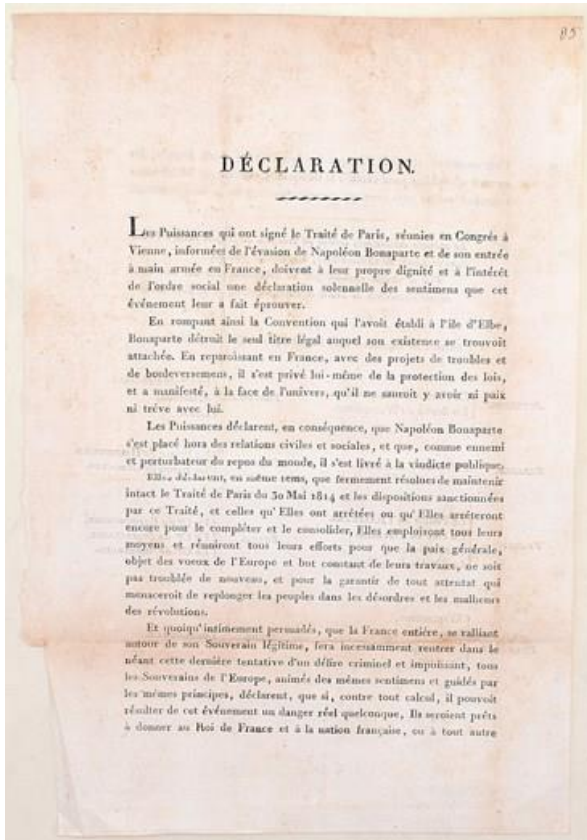 85
DÉCLARATION.
Les Puissances qui ont signé le Traité de Paris, réunies en Congrès à
Vienne, informées de l'évasion de Napoléon Bonaparte et de son entrée
à main armée en France, doivent à leur propre dignité et à l'intérêt
de l'ordre social une déclaration solennelle des sentimens que cet
événement leur a fait éprouver.
En rompant ainsi la Convention qui l'avoit établi à l'île d'Elbe,
Bonaparte détruit le seul titre légal auquel son existence se trouvoit
attachée. En reparoissant en France, avec des projets de troubles et
de bouleversemens, il s'est privé lui-même de la protection des lois,
et a manifesté, à la face de l'univers, qu'il ne sauroit y avoir ni paix
ni trève avec lui.
Les Puissances déclarent, en conséquence, que Napoléon Bonaparte
s'est placé hors des relations civiles et sociales, et que, comme ennemi
et perturbateur du repos du monde, il s'est livré à la vindicte publique.
Elles déclarent, en même tems, que fermement résolues de maintenir
intact le Traité de Paris du 30 Mai 1814 et les dispositions sanctionnées
par ce Traité, et celles qu'Elles ont arrêtées ou qu'Elles arrêteront
encore pour le compléter et le consolider, Elles emploiront tous leurs
moyens et réuniront tous leurs efforts pour que la paix générale,
objet des voeux de l'Europe et but constant de leurs travaux, ne soit
pas troublée de nouveau, et pour la garantir de tout attentat qui
menaceroit de replonger les peuples dans les désordres et les malheurs
des révolutions.
Et quoiqu'intimement persuadés, que la France entière, se ralliant
autour de son Souverain légitime, fera incessamment rentrer dans le
néant cette dernière tentative d'un délire criminel et impuissant, tous
les Souverains de l'Europe, animés des mêmes sentimens et guidés par
les mêmes principes, déclarent, que si, contre tout calcul, il pouvoit
résulter de cet événement un danger réel quelconque, Ils seroient prêts
à donner au Roi de France et à la nation française, ou à tout autre